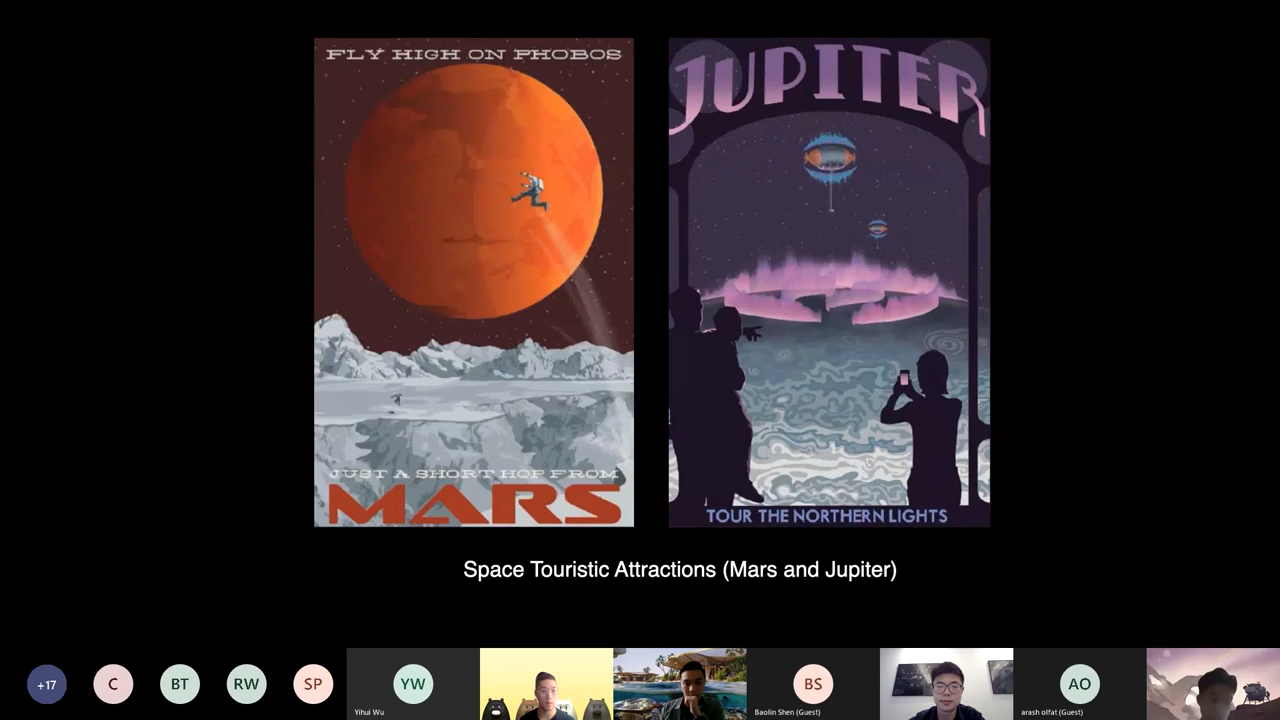 FLY HIGH ON PHOBOS
JUST A SHORT HOP FROM
MARS
JUPITER
TOUR THE NORTHERN LIGHTS
Space Touristic Attractions (Mars and Jupiter)
+17
C
BT
RW
SP
YW
Yihui Wu
BS
Baolin Shen (Guest)
AO
arash olfat (Guest)